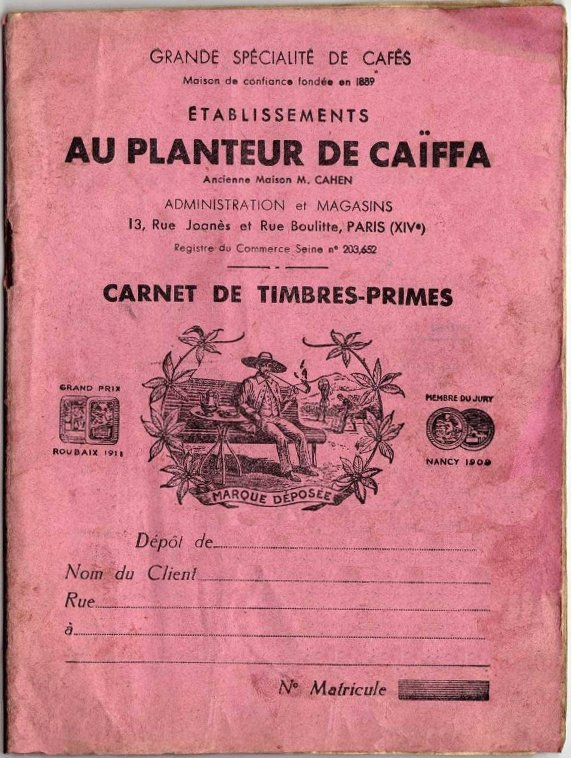 GRANDE SPÉCIALITÉ DE CAFÉS
Maison de confiance fondée en 1889
ÉTABLISSEMENTS
AU PLANTEUR DE CAÏFFA
Ancienne Maison M. CAHEN
ADMINISTRATION et MAGASINS
13, Rue Joanès et Rue Boulitte, PARIS (XIVe)
Registre du Commerce Seine nº 203,652
CARNET DE TIMBRES-PRIMES
GRAND PRIX
ROUBAIX 1911
MEMBRE DU JURY
NANCY 1909
MARQUE DÉPOSÉE
Dépôt de
Nom du Client
Rue
à
Nº Matricule